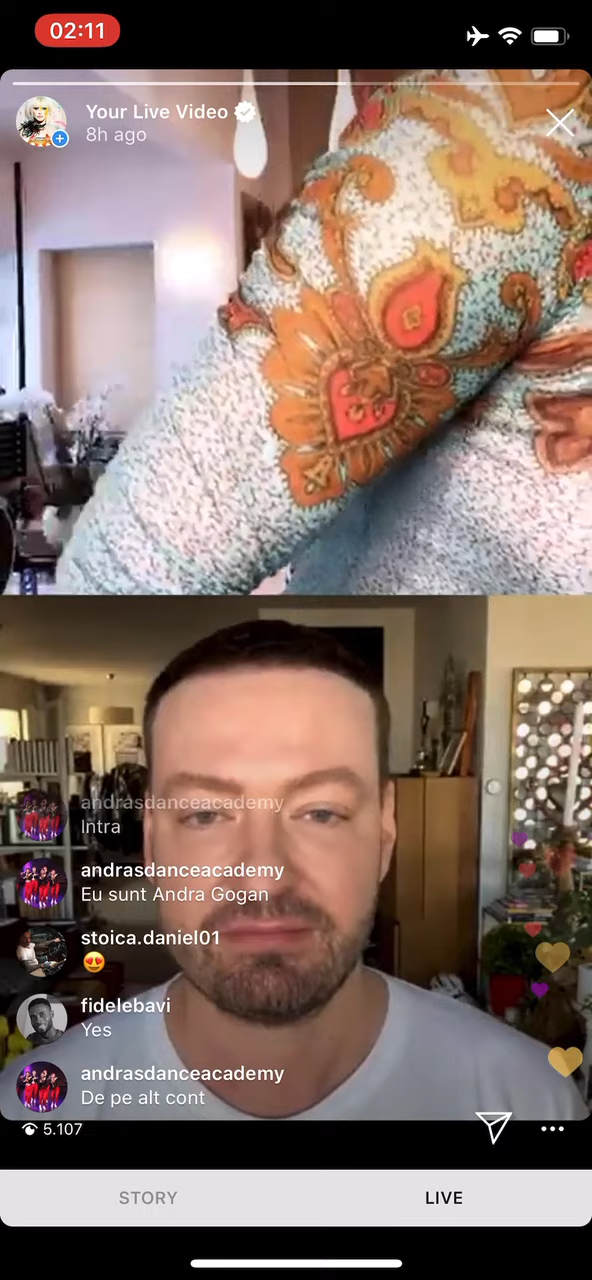 02:11
Your Live Video
8h ago
andrasdanceacademy
Intra
andrasdanceacademy
Eu sunt Andra Gogan
stoica.daniel01
😍
fidelebavi
Yes
andrasdanceacademy
De pe alt cont
5.107
STORY
LIVE